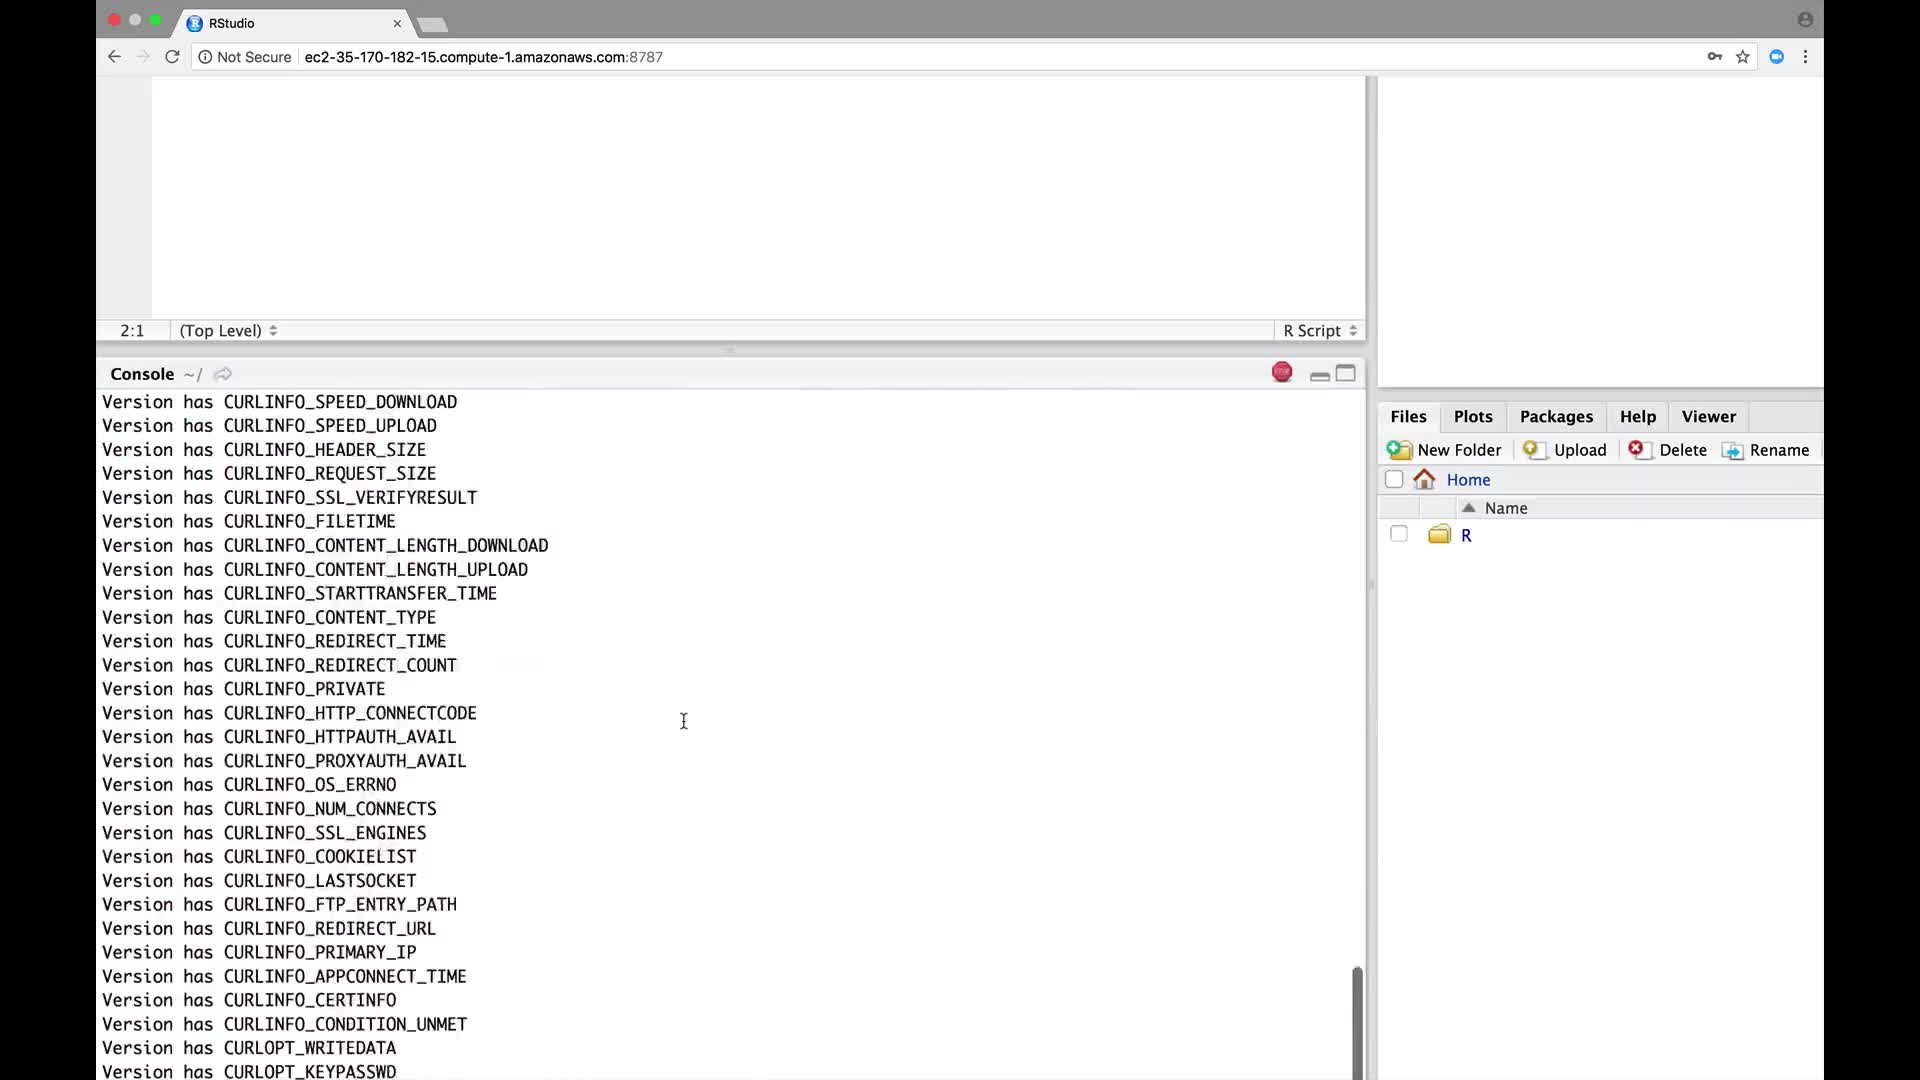 RStudio
Not Secure ec2-35-170-182-15.compute-1.amazonaws.com:8787
2:1 (Top Level) R Script
Console ~/
Version has CURLINFO_SPEED_DOWNLOAD
Version has CURLINFO_SPEED_UPLOAD
Version has CURLINFO_HEADER_SIZE
Version has CURLINFO_REQUEST_SIZE
Version has CURLINFO_SSL_VERIFYRESULT
Version has CURLINFO_FILETIME
Version has CURLINFO_CONTENT_LENGTH_DOWNLOAD
Version has CURLINFO_CONTENT_LENGTH_UPLOAD
Version has CURLINFO_STARTTRANSFER_TIME
Version has CURLINFO_CONTENT_TYPE
Version has CURLINFO_REDIRECT_TIME
Version has CURLINFO_REDIRECT_COUNT
Version has CURLINFO_PRIVATE
Version has CURLINFO_HTTP_CONNECTCODE
Version has CURLINFO_HTTPAUTH_AVAIL
Version has CURLINFO_PROXYAUTH_AVAIL
Version has CURLINFO_OS_ERRNO
Version has CURLINFO_NUM_CONNECTS
Version has CURLINFO_SSL_ENGINES
Version has CURLINFO_COOKIELIST
Version has CURLINFO_LASTSOCKET
Version has CURLINFO_FTP_ENTRY_PATH
Version has CURLINFO_REDIRECT_URL
Version has CURLINFO_PRIMARY_IP
Version has CURLINFO_APPCONNECT_TIME
Version has CURLINFO_CERTINFO
Version has CURLINFO_CONDITION_UNMET
Version has CURLOPT_WRITEDATA
Version has CURLOPT_KEYPASSWD
Files Plots Packages Help Viewer
New Folder Upload Delete Rename
Home
Name
R